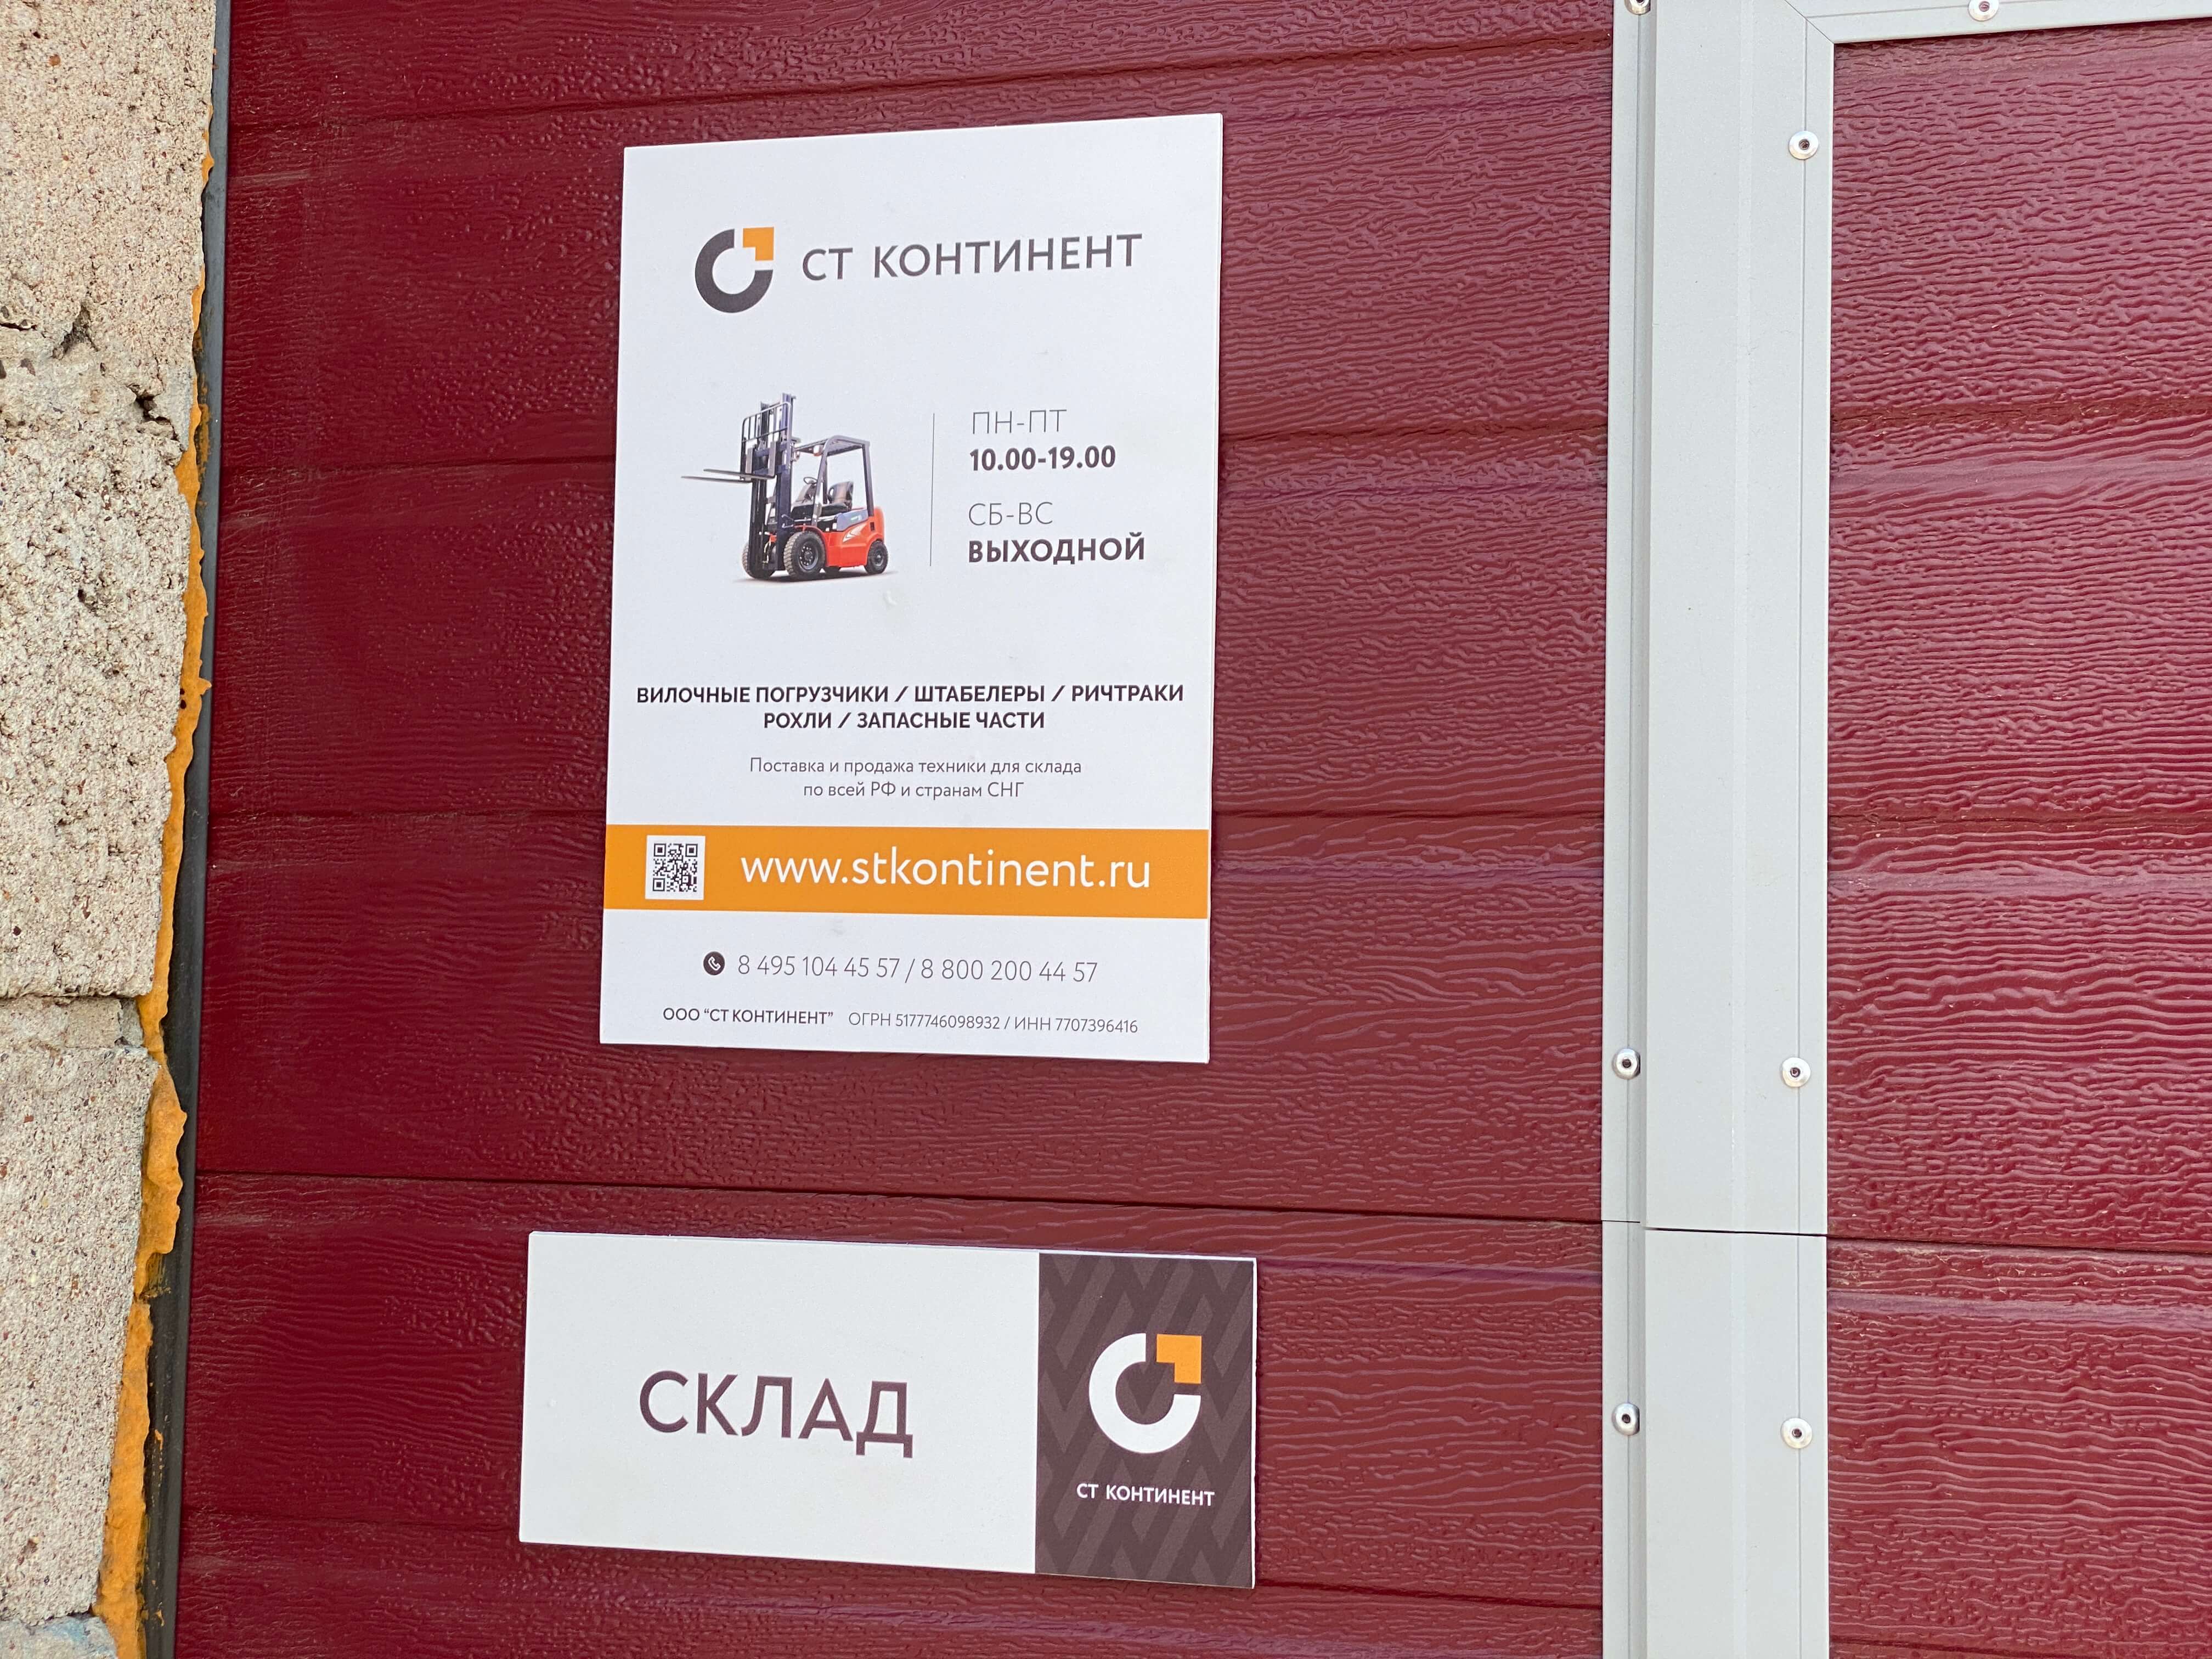 СТ КОНТИНЕНТ
ПН-ПТ
10.00-19.00
СБ-ВС
ВЫХОДНОЙ
ВИЛОЧНЫЕ ПОГРУЗЧИКИ / ШТАБЕЛЕРЫ / РИЧТРАКИ
РОХЛИ / ЗАПАСНЫЕ ЧАСТИ
Поставка и продажа техники для склада
по всей РФ и странам СНГ
www.stkontinent.ru
8 495 104 45 57 / 8 800 200 44 57
ООО "СТ КОНТИНЕНТ" ОГРН 5177746098932 / ИНН 7707396416
СКЛАД
СТ КОНТИНЕНТ